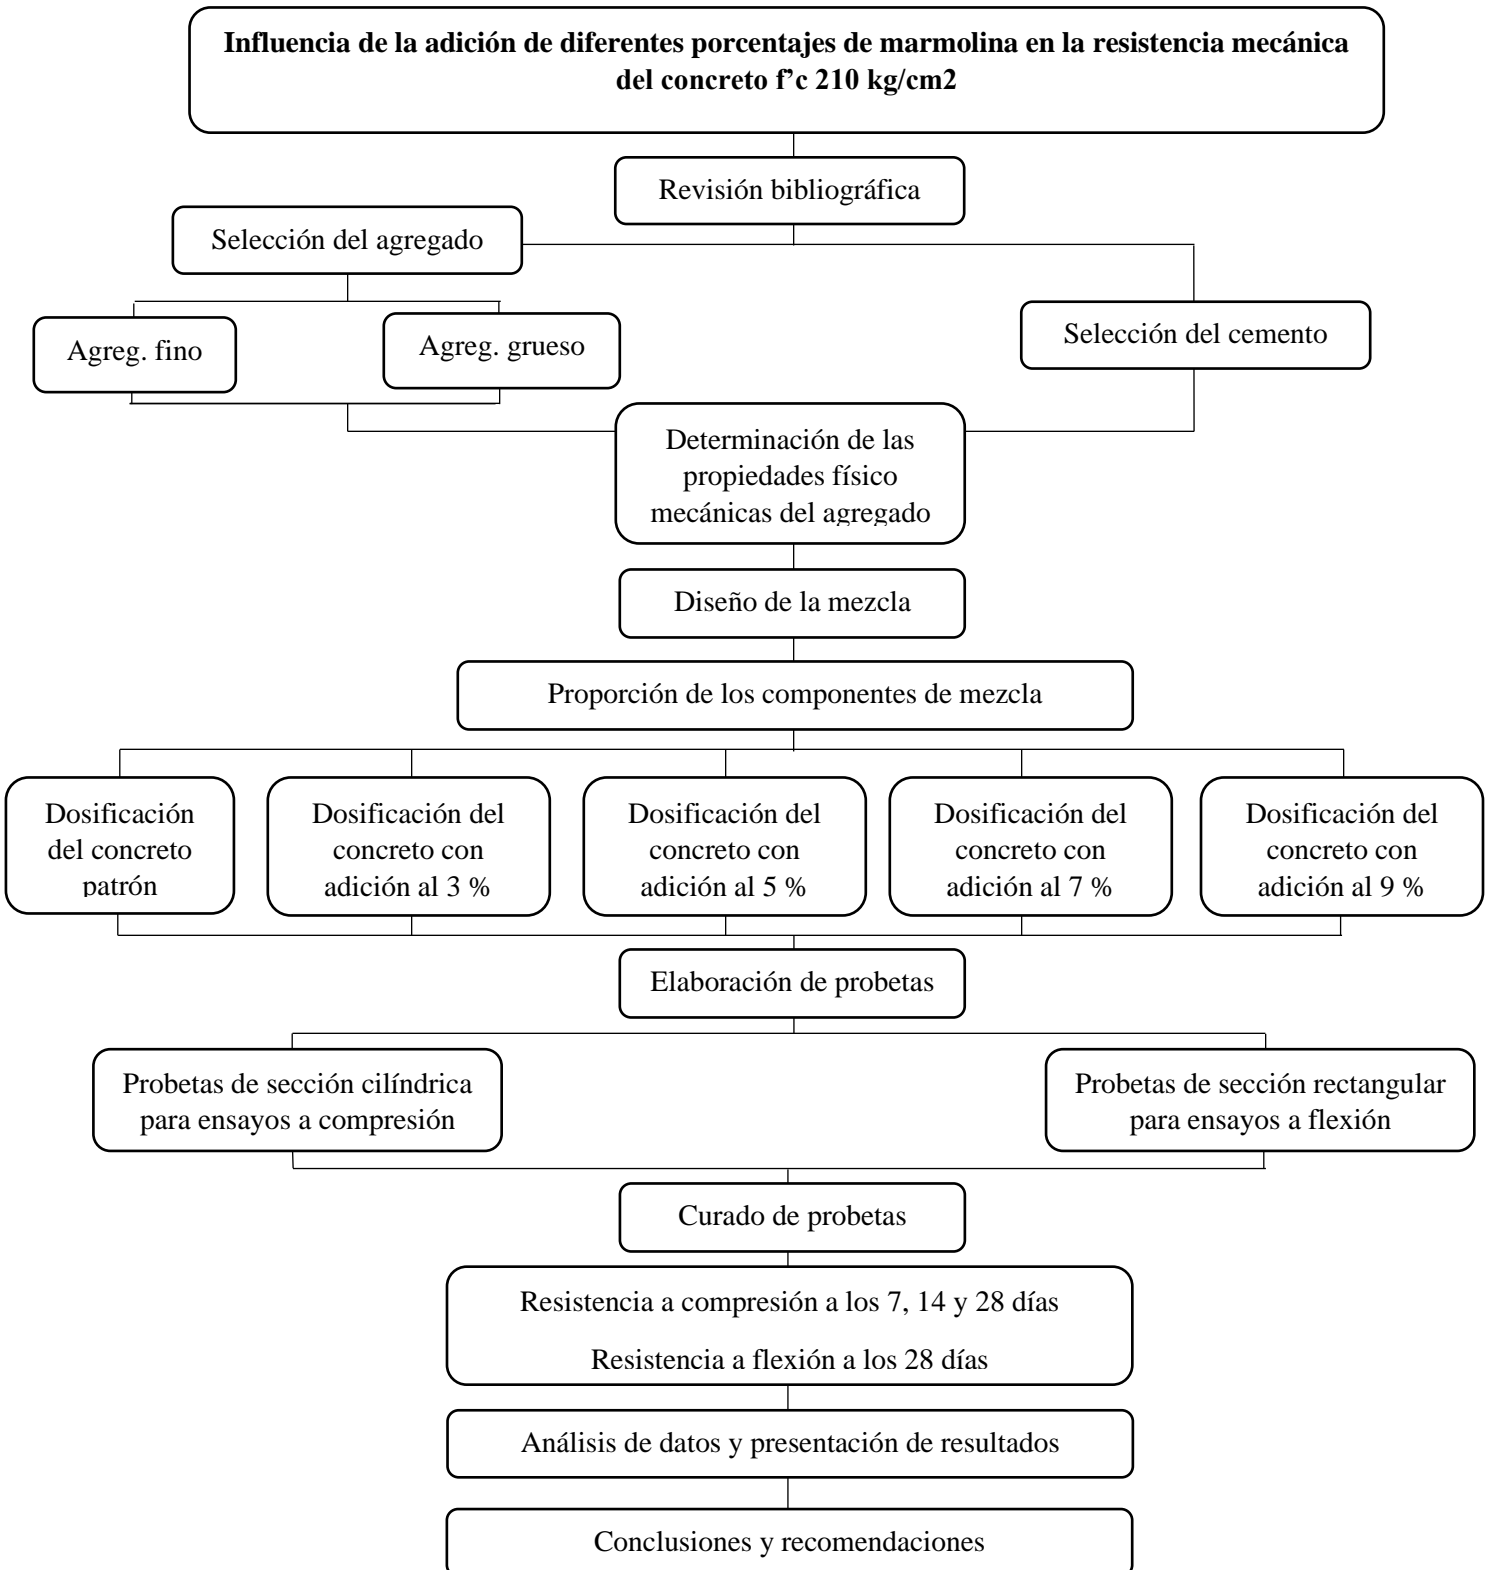 Influencia de la adición de diferentes porcentajes de marmolina en la resistencia mecánica
del concreto f’c 210 kg/cm2
Revisión bibliográfica
Selección del agregado
Agreg. fino
Agreg. grueso
Selección del cemento
Determinación de las
propiedades físico
mecánicas del agregado
Diseño de la mezcla
Proporción de los componentes de mezcla
Dosificación
del concreto
patrón
Dosificación del
concreto con
adición al 3 %
Dosificación del
concreto con
adición al 5 %
Dosificación del
concreto con
adición al 7 %
Dosificación del
concreto con
adición al 9 %
Elaboración de probetas
Probetas de sección cilíndrica
para ensayos a compresión
Probetas de sección rectangular
para ensayos a flexión
Curado de probetas
Resistencia a compresión a los 7, 14 y 28 días
Resistencia a flexión a los 28 días
Análisis de datos y presentación de resultados
Conclusiones y recomendaciones